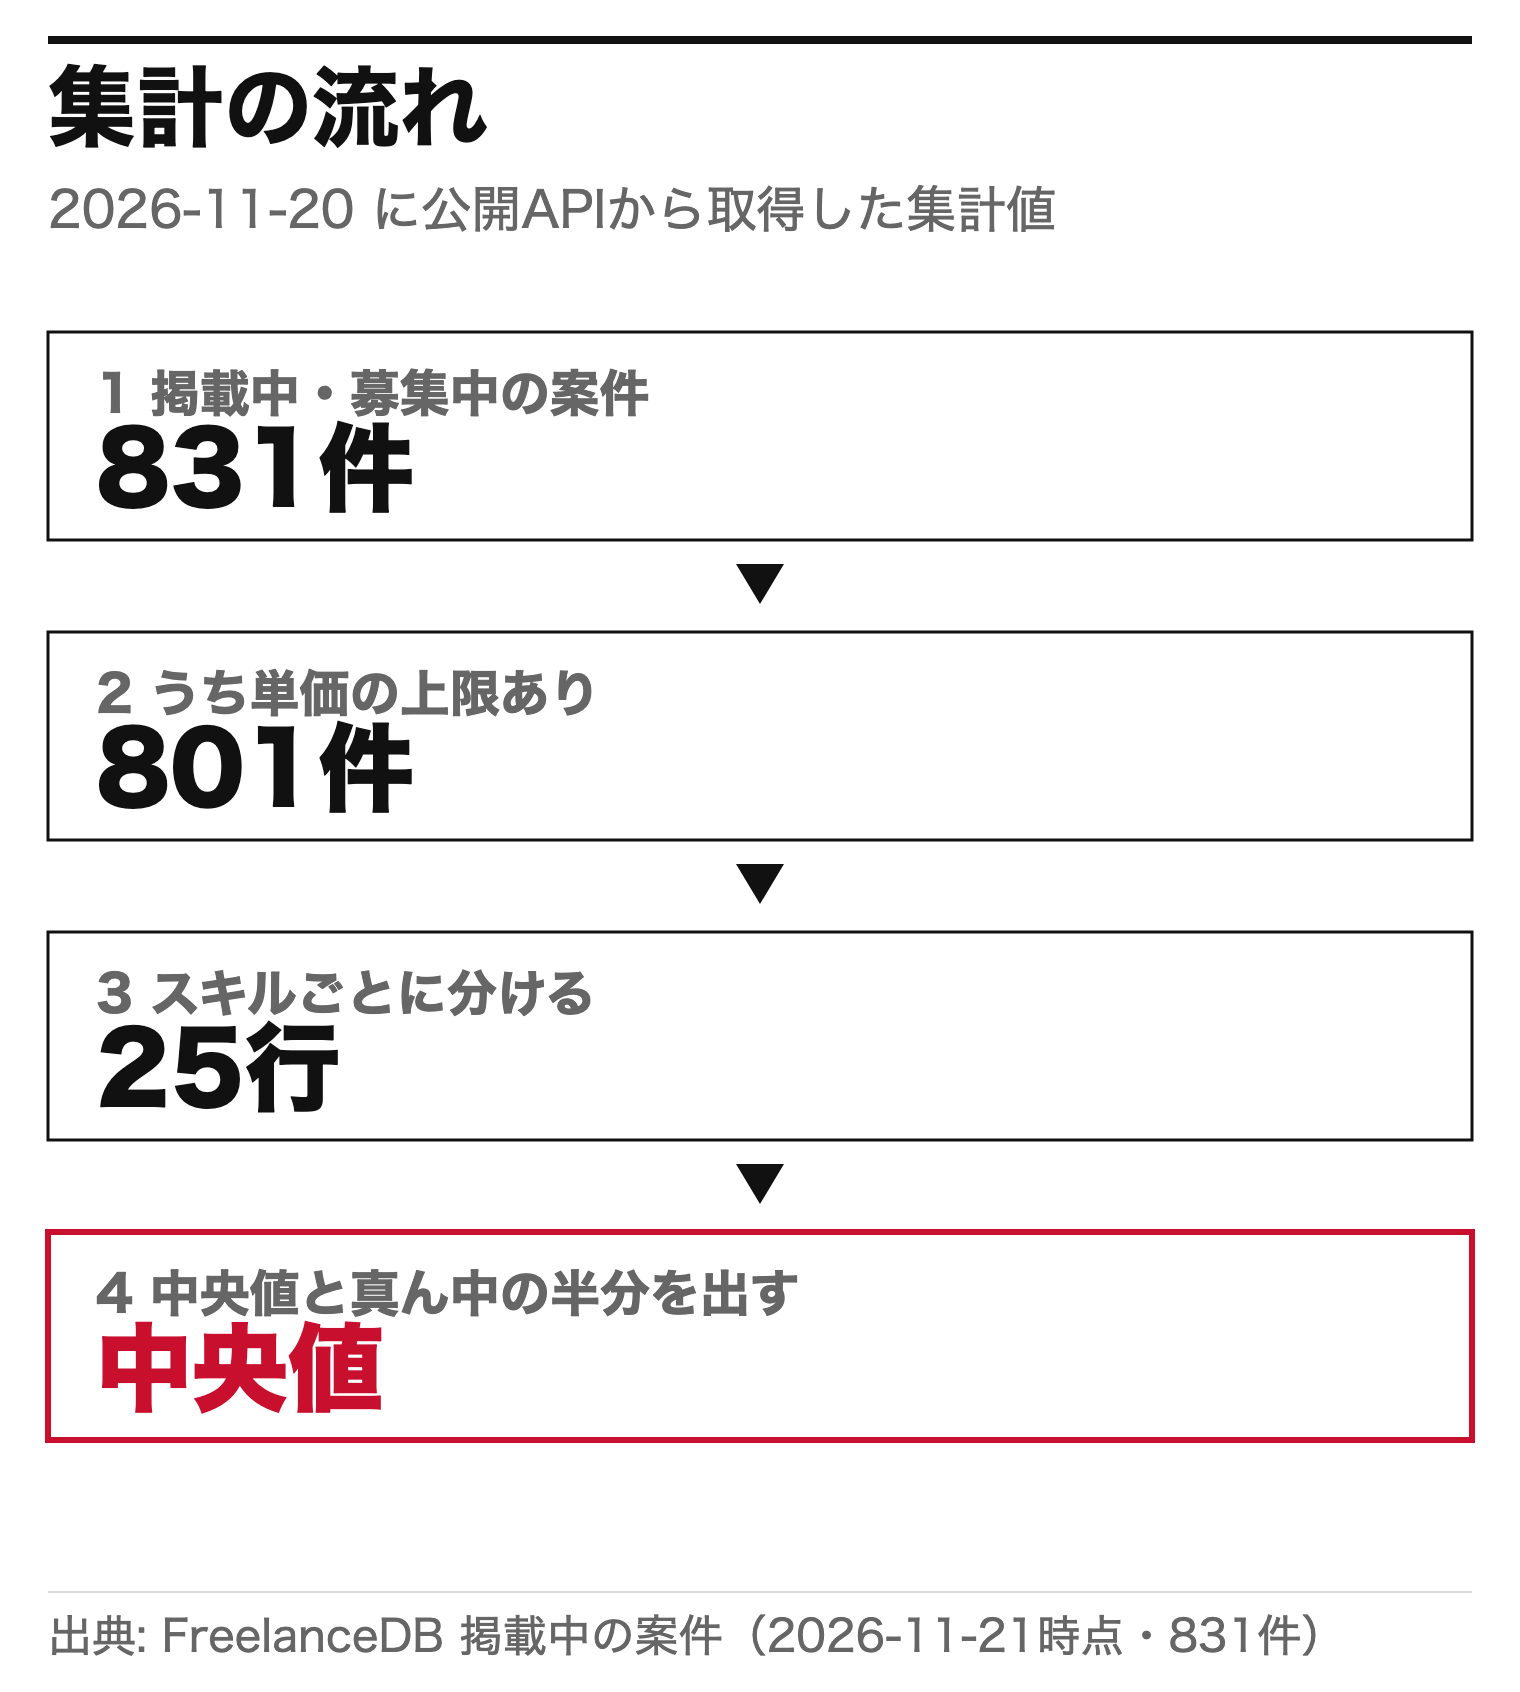 集計の流れ
2026-11-20 に公開APIから取得した集計値
1 掲載中・募集中の案件
831件
2 うち単価の上限あり
801件
3 スキルごとに分ける
25行
4 中央値と真ん中の半分を出す
中央値
出典: FreelanceDB 掲載中の案件（2026-11-21時点・831件）